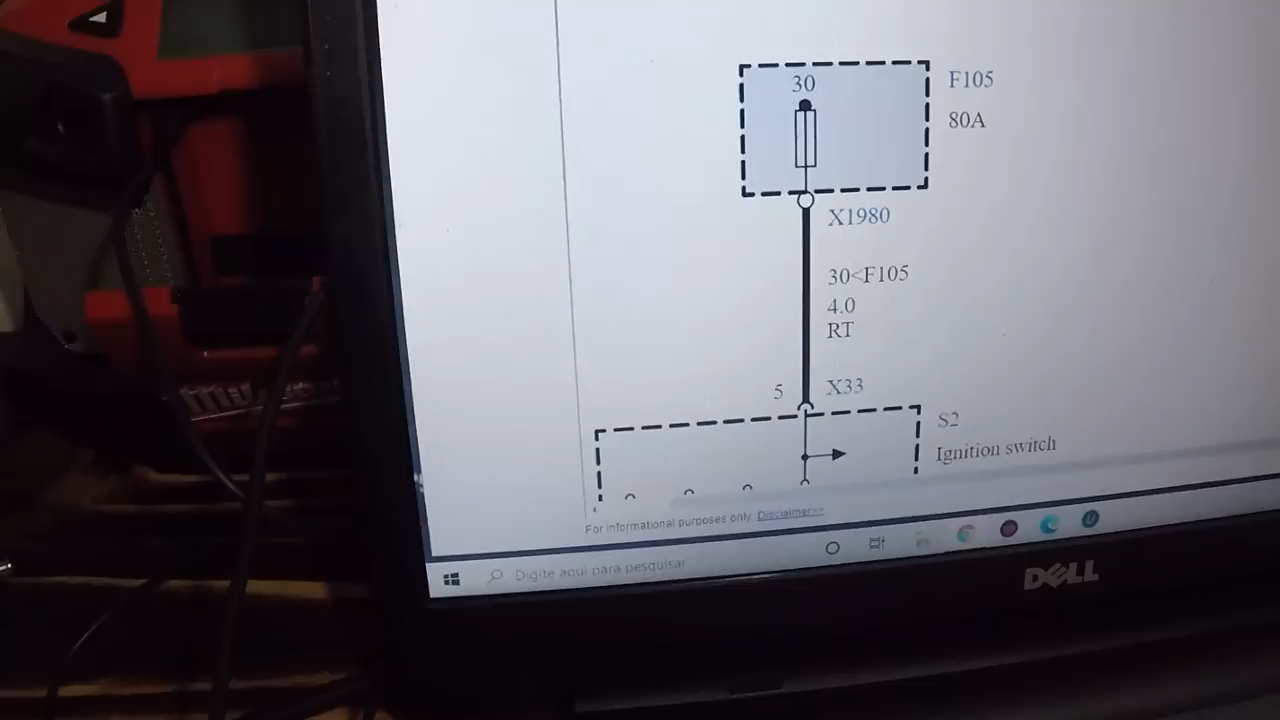 30
F105
80A
X1980
30<F105
4.0
RT
5
X33
S2
Ignition switch
For informational purposes only. Disclaimer>>
Digite aqui para pesquisar
DELL